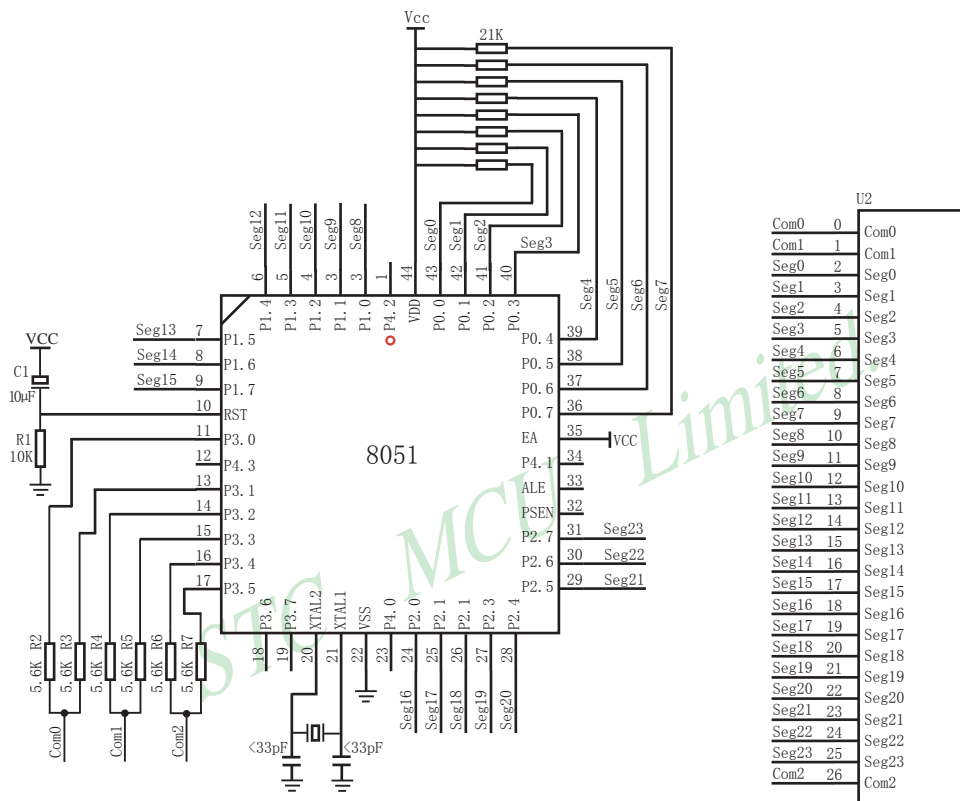 Vcc
21K
Seg12
Seg11
Seg10
Seg9
Seg8
Seg0
Seg1
Seg2
Seg3
Seg4
Seg5
Seg6
Seg7
6
5
4
3
3
1
44
43
42
41
40
P1.4
P1.3
P1.2
P1.1
P1.0
P4.2
VDD
P0.0
P0.1
P0.2
P0.3
Seg13 7 P1.5
Seg14 8 P1.6
Seg15 9 P1.7
10 RST
11 P3.0
12 P4.3
13 P3.1
14 P3.2
15 P3.3
16 P3.4
17 P3.5
VCC
C1
10μF
R1
10K
8051
P0.4 39
P0.5 38
P0.6 37
P0.7 36
EA 35 VCC
P4.1 34
ALE 33
PSEN 32
P2.7 31 Seg23
P2.6 30 Seg22
P2.5 29 Seg21
P3.6
P3.7
XTAL2
XTAL1
VSS
P4.0
P2.0
P2.1
P2.1
P2.3
P2.4
18
19
20
21
22
23
24
25
26
27
28
Seg16
Seg17
Seg18
Seg19
Seg20
5.6K R2
5.6K R3
5.6K R4
5.6K R5
5.6K R6
5.6K R7
Com0
Com1
Com2
<33pF
<33pF
STC MCU Limited.
U2
Com0 0 Com0
Com1 1 Com1
Seg0 2 Seg0
Seg1 3 Seg1
Seg2 4 Seg2
Seg3 5 Seg3
Seg4 6 Seg4
Seg5 7 Seg5
Seg6 8 Seg6
Seg7 9 Seg7
Seg8 10 Seg8
Seg9 11 Seg9
Seg10 12 Seg10
Seg11 13 Seg11
Seg12 14 Seg12
Seg13 15 Seg13
Seg14 16 Seg14
Seg15 17 Seg15
Seg16 18 Seg16
Seg17 19 Seg17
Seg18 20 Seg18
Seg19 21 Seg19
Seg20 22 Seg20
Seg21 23 Seg21
Seg22 24 Seg22
Seg23 25 Seg23
Com2 26 Com2